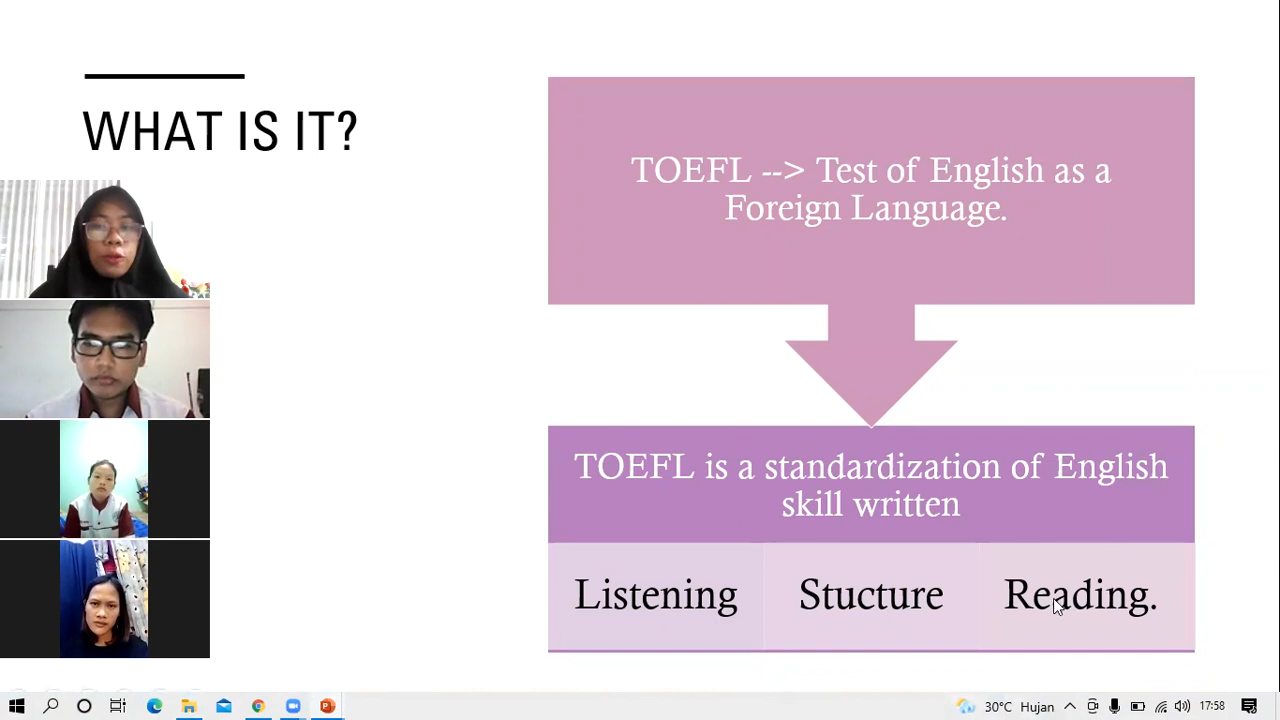 WHAT IS IT?
TOEFL --> Test of English as a
Foreign Language.
TOEFL is a standardization of English
skill written
Listening
Stucture
Reading.
30°C Hujan
17:58